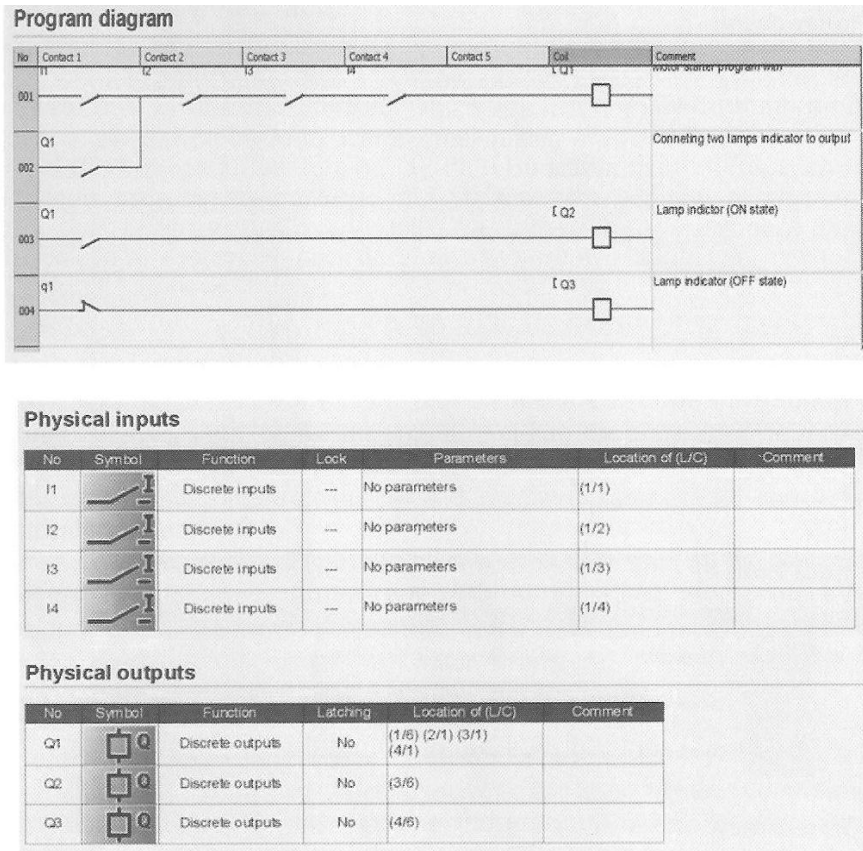 Program diagram
No Contact 1 Contact 2 Contact 3 Contact 4 Contact 5 Coil Comment
I1 I2 I3 I4 [ Q1 Motor starter program with
001
Q1 Conneting two lamps indicator to output
002
Q1 [ Q2 Lamp indictor (ON state)
003
q1 [ Q3 Lamp indicator (OFF state)
004
Physical inputs
No Symbol Function Lock Parameters Location of (L/C) Comment
I1 I Discrete inputs --- No parameters (1/1)
I2 I Discrete inputs --- No parameters (1/2)
I3 I Discrete inputs --- No parameters (1/3)
I4 I Discrete inputs --- No parameters (1/4)
Physical outputs
No Symbol Function Latching Location of (L/C) Comment
Q1 Q Discrete outputs No (1/6) (2/1) (3/1)
(4/1)
Q2 Q Discrete outputs No (3/6)
Q3 Q Discrete outputs No (4/6)